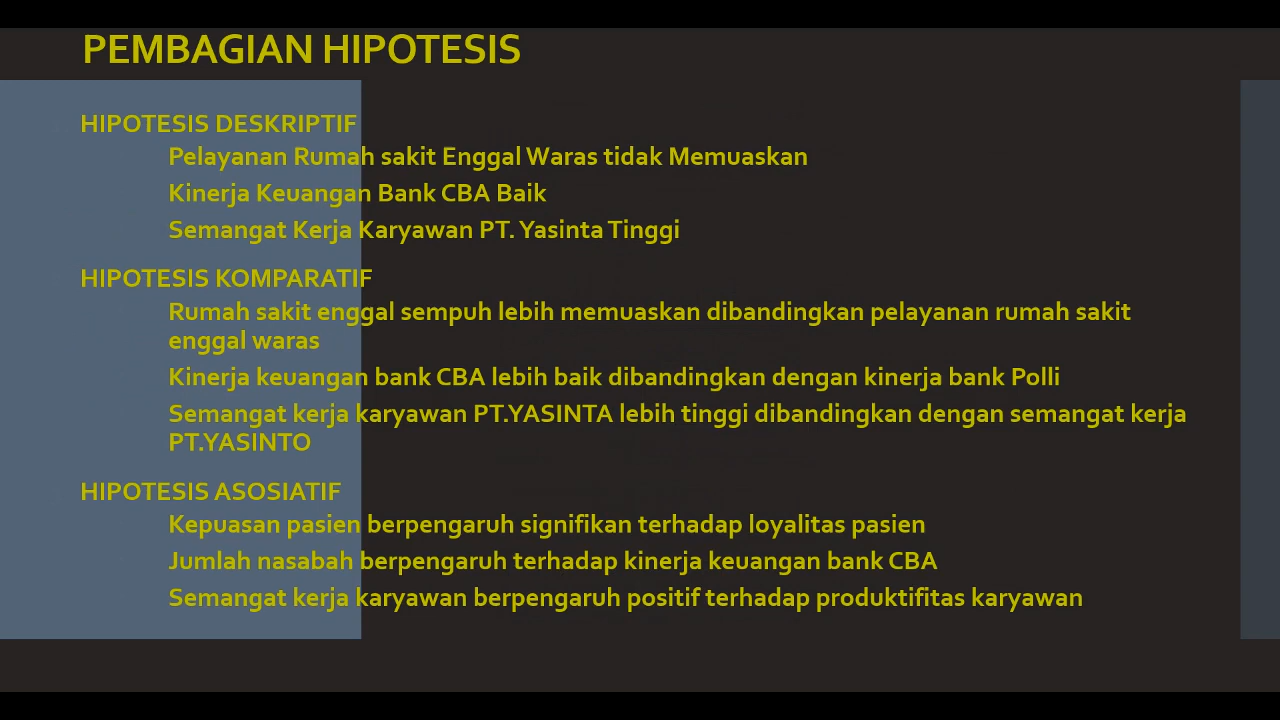 PEMBAGIAN HIPOTESIS
HIPOTESIS DESKRIPTIF
Pelayanan Rumah sakit Enggal Waras tidak Memuaskan
Kinerja Keuangan Bank CBA Baik
Semangat Kerja Karyawan PT. Yasinta Tinggi
HIPOTESIS KOMPARATIF
Rumah sakit enggal sempuh lebih memuaskan dibandingkan pelayanan rumah sakit
enggal waras
Kinerja keuangan bank CBA lebih baik dibandingkan dengan kinerja bank Polli
Semangat kerja karyawan PT.YASINTA lebih tinggi dibandingkan dengan semangat kerja
PT.YASINTO
HIPOTESIS ASOSIATIF
Kepuasan pasien berpengaruh signifikan terhadap loyalitas pasien
Jumlah nasabah berpengaruh terhadap kinerja keuangan bank CBA
Semangat kerja karyawan berpengaruh positif terhadap produktifitas karyawan